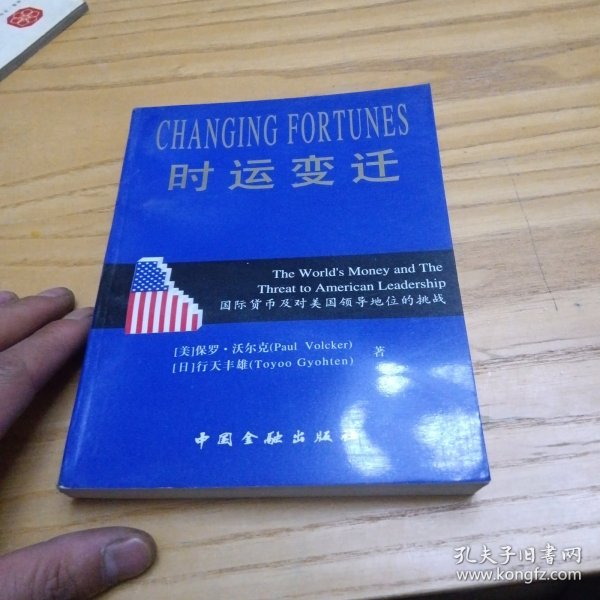 CHANGING FORTUNES
时运变迁
The World's Money and The
Threat to American Leadership
国际货币及对美国领导地位的挑战
[美]保罗·沃尔克(Paul Volcker)
[日]行天丰雄(Toyoo Gyohten)
著
中国金融出版
孔夫子旧书网
www.kongfz.com